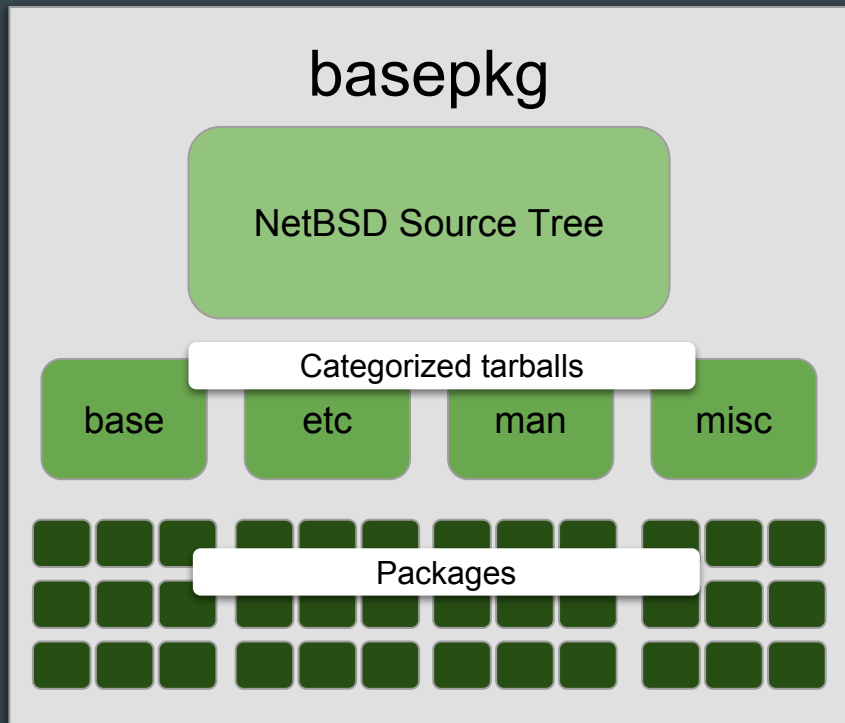 basepkg
NetBSD Source Tree
Categorized tarballs
base
etc
man
misc
Packages